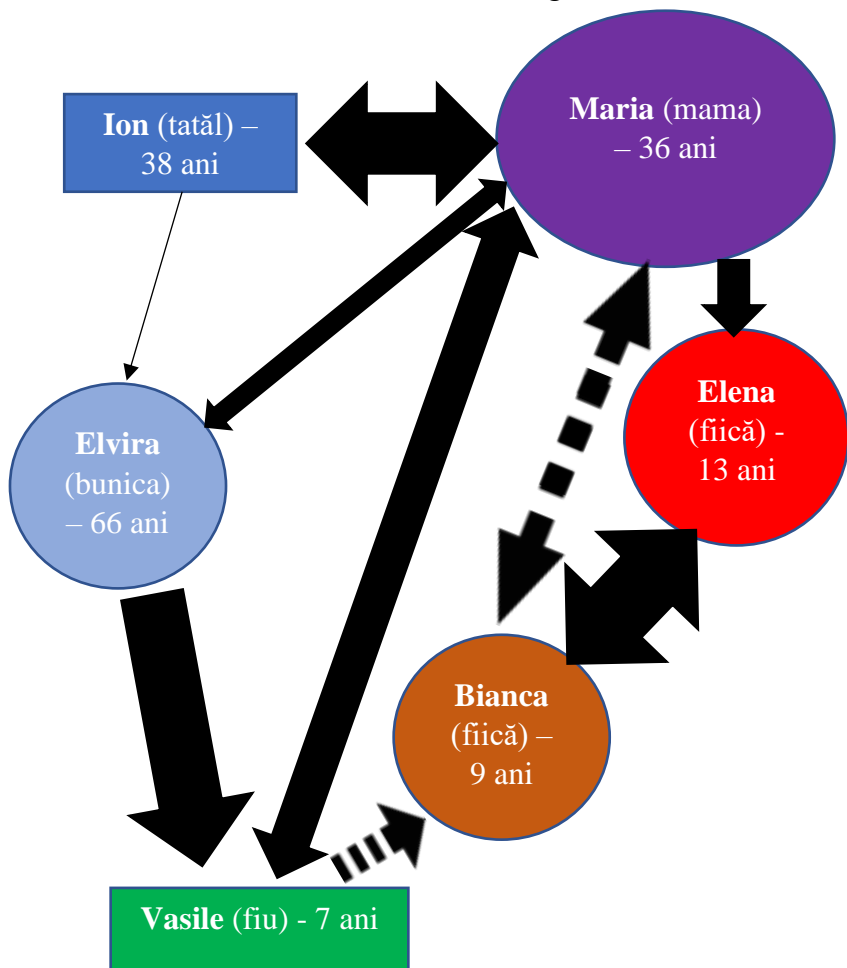 Ion (tatăl) –
38 ani
Maria (mama)
– 36 ani
Elvira
(bunica)
– 66 ani
Elena
(fiică) -
13 ani
Bianca
(fiică) –
9 ani
Vasile (fiu) - 7 ani